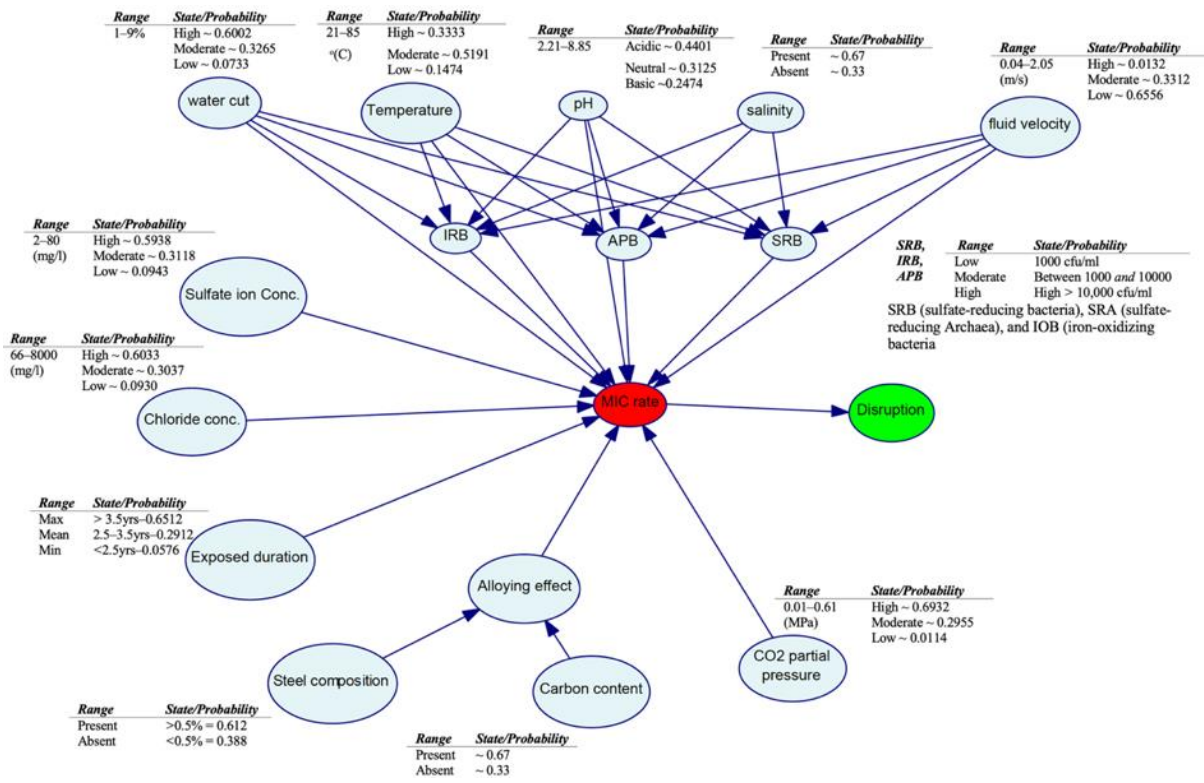 Range State/Probability
1–9% High ~ 0.6002
Moderate ~ 0.3265
Low ~ 0.0733
water cut
Range State/Probability
21–85 High ~ 0.3333
°(C) Moderate ~ 0.5191
Low ~ 0.1474
Temperature
Range State/Probability
2.21–8.85 Acidic ~ 0.4401
Neutral ~ 0.3125
Basic ~0.2474
pH
Range State/Probability
Present ~ 0.67
Absent ~ 0.33
salinity
Range State/Probability
0.04–2.05 High ~ 0.0132
(m/s) Moderate ~ 0.3312
Low ~ 0.6556
fluid velocity
IRB
APB
SRB
Range State/Probability
2–80 High ~ 0.5938
(mg/l) Moderate ~ 0.3118
Low ~ 0.0943
Sulfate ion Conc.
SRB, Range State/Probability
IRB, Low 1000 cfu/ml
APB Moderate Between 1000 and 10000
High High > 10,000 cfu/ml
SRB (sulfate-reducing bacteria), SRA (sulfate-
reducing Archaea), and IOB (iron-oxidizing
bacteria
Range State/Probability
66–8000 High ~ 0.6033
(mg/l) Moderate ~ 0.3037
Low ~ 0.0930
Chloride conc.
MIC rate
Disruption
Range State/Probability
Max > 3.5yrs–0.6512
Mean 2.5–3.5yrs–0.2912
Min <2.5yrs–0.0576
Exposed duration
Alloying effect
Range State/Probability
0.01–0.61 High ~ 0.6932
(MPa) Moderate ~ 0.2955
Low ~ 0.0114
CO2 partial
pressure
Steel composition
Carbon content
Range State/Probability
Present >0.5% = 0.612
Absent <0.5% = 0.388
Range State/Probability
Present ~ 0.67
Absent ~ 0.33